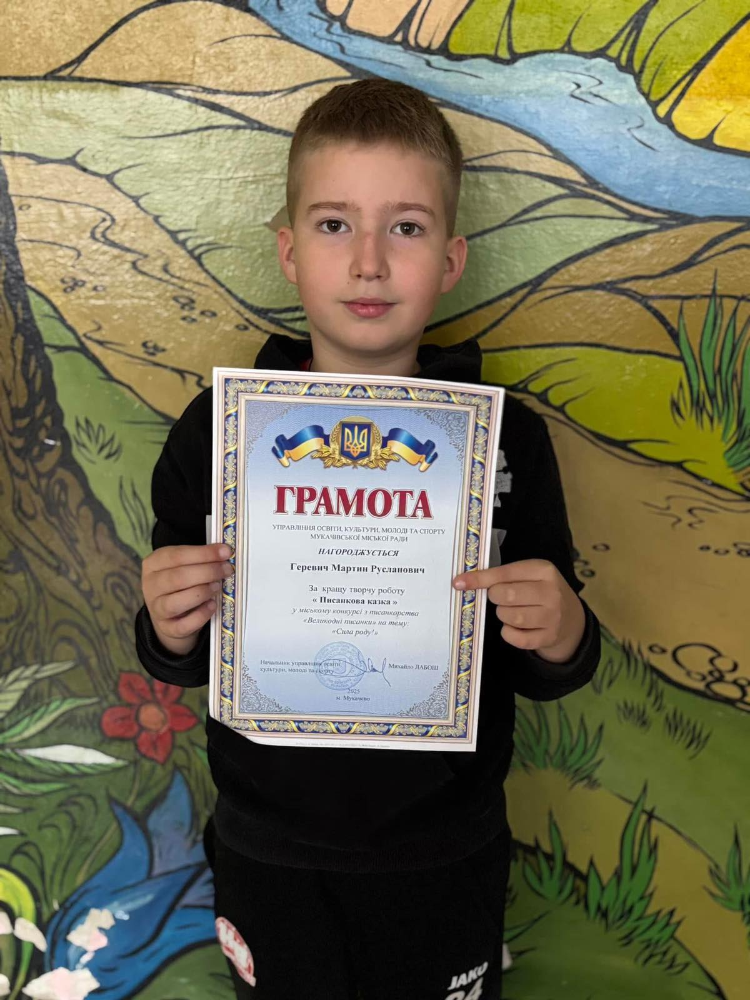 ГРАМОТА
УПРАВЛІННЯ ОСВІТИ, КУЛЬТУРИ, МОЛОДІ ТА СПОРТУ
МУКАЧІВСЬКОЇ МІСЬКОЇ РАДИ
НАГОРОДЖУЄТЬСЯ
Геревич Мартин Русланович
За кращу творчу роботу
« Писанкова казка »
у міському конкурсі з писанкарства
«Великодні писанки» на тему:
«Сила роду!»
Начальник управління освіти,
культури, молоді та спорту
Михайло ЛАБОШ
2025
м. Мукачево
JAKO